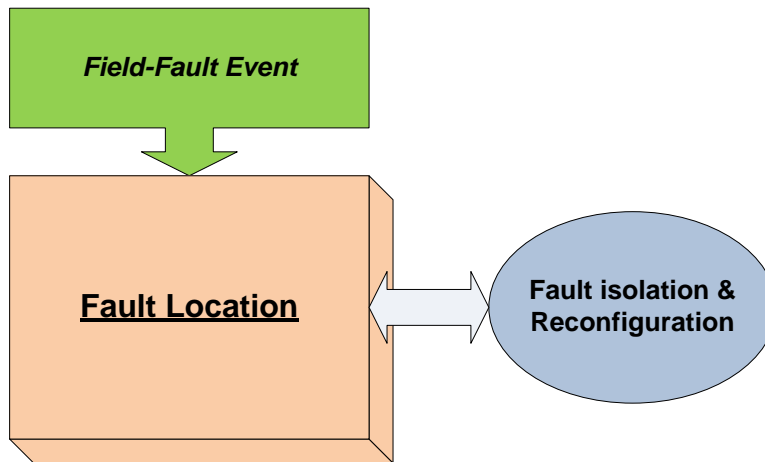 Field-Fault Event
Fault Location
Fault isolation &
Reconfiguration